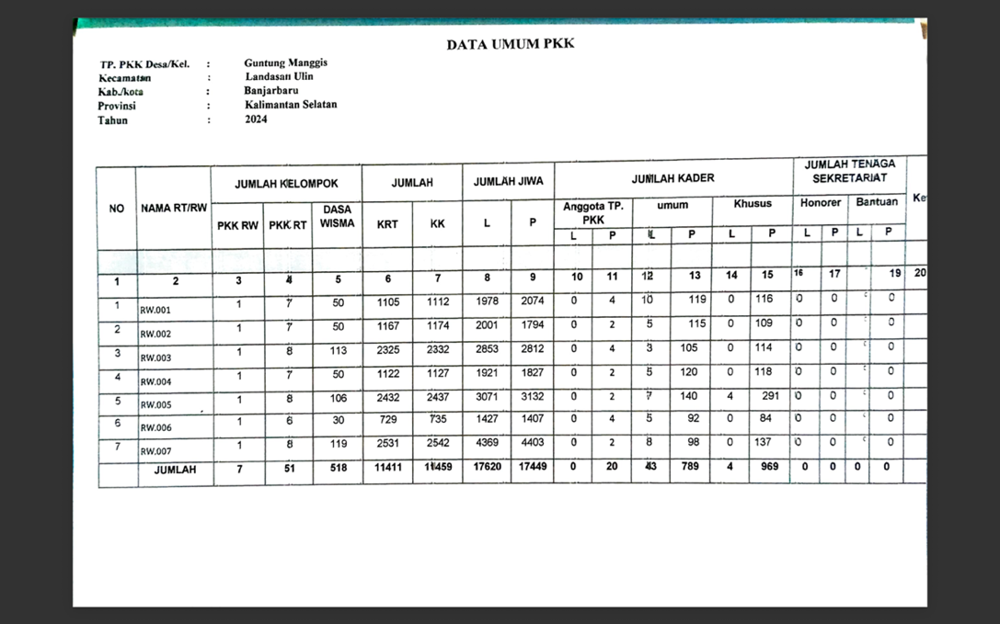 DATA UMUM PKK
TP. PKK Desa/Kel. : Guntung Manggis
Kecamatan : Landasan Ulin
Kab./kota : Banjarbaru
Provinsi : Kalimantan Selatan
Tahun : 2024
NO NAMA RT/RW JUMLAH KELOMPOK JUMLAH JUMLAH JIWA JUMLAH KADER JUMLAH TENAGA SEKRETARIAT
PKK RW PKK RT DASA WISMA KRT KK L P Anggota TP. PKK umum Khusus Honorer Bantuan
L P L P L P L P L P
1 2 3 4 5 6 7 8 9 10 11 12 13 14 15 16 17 19 20
1 RW.001 1 7 50 1105 1112 1978 2074 0 4 10 119 0 116 0 0 0
2 RW.002 1 7 50 1167 1174 2001 1794 0 2 5 115 0 109 0 0 0
3 RW.003 1 8 113 2325 2332 2853 2812 0 4 3 105 0 114 0 0 0
4 RW.004 1 7 50 1122 1127 1921 1827 0 2 5 120 0 118 0 0 0
5 RW.005 1 8 106 2432 2437 3071 3132 0 2 7 140 4 291 0 0 0
6 RW.006 1 6 30 729 735 1427 1407 0 4 5 92 0 84 0 0 0
7 RW.007 1 8 119 2531 2542 4369 4403 0 2 8 98 0 137 0 0 0
JUMLAH 7 51 518 11411 11459 17620 17449 0 20 43 789 4 969 0 0 0 0